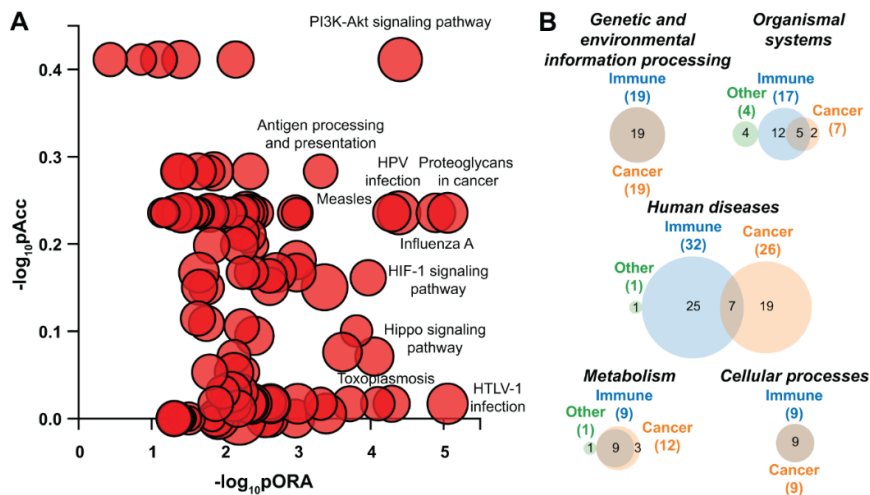 A
PI3K-Akt signaling pathway
Antigen processing
and presentation
HPV
infection
Proteoglycans
in cancer
Measles
Influenza A
HIF-1 signaling
pathway
Hippo signaling
pathway
Toxoplasmosis
HTLV-1
infection
0.4
0.3
0.2
0.1
0.0
-log10pAcc
0
1
2
3
4
5
-log10pORA
B
Genetic and
environmental
information processing
Immune
(19)
19
Cancer
(19)
Organismal
systems
Immune
(17)
Other
(4)
Cancer
(7)
4
12
5
2
Human diseases
Immune
(32)
Cancer
(26)
Other
(1)
1
25
7
19
Metabolism
Immune
(9)
Other
(1)
Cancer
(12)
1
9
3
Cellular processes
Immune
(9)
9
Cancer
(9)